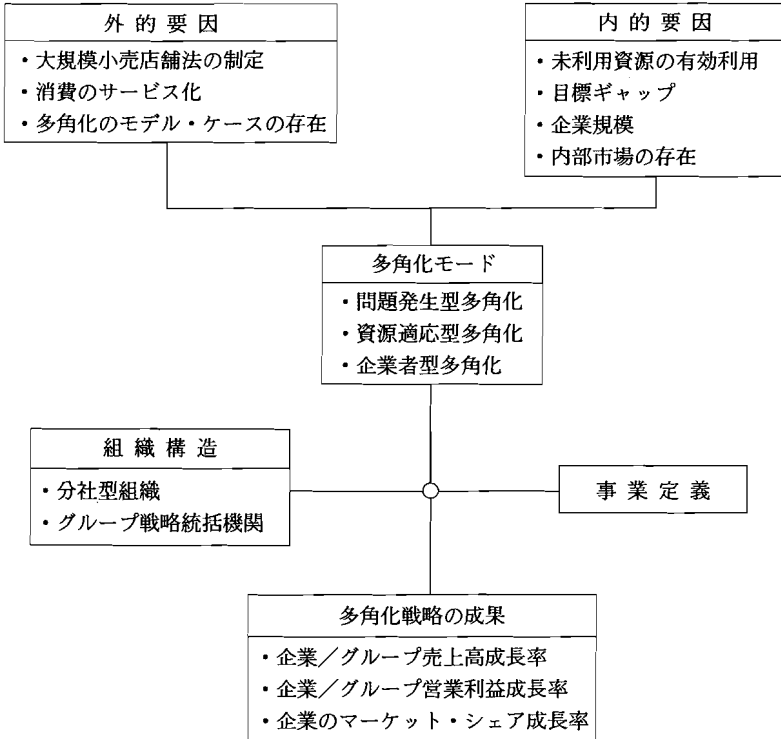 外的要因
・大規模小売店舗法の制定
・消費のサービス化
・多角化のモデル・ケースの存在
内的要因
・未利用資源の有効利用
・目標ギャップ
・企業規模
・内部市場の存在
多角化モード
・問題発生型多角化
・資源適応型多角化
・企業者型多角化
組織構造
・分社型組織
・グループ戦略統括機関
事業定義
多角化戦略の成果
・企業／グループ売上高成長率
・企業／グループ営業利益成長率
・企業のマーケット・シェア成長率